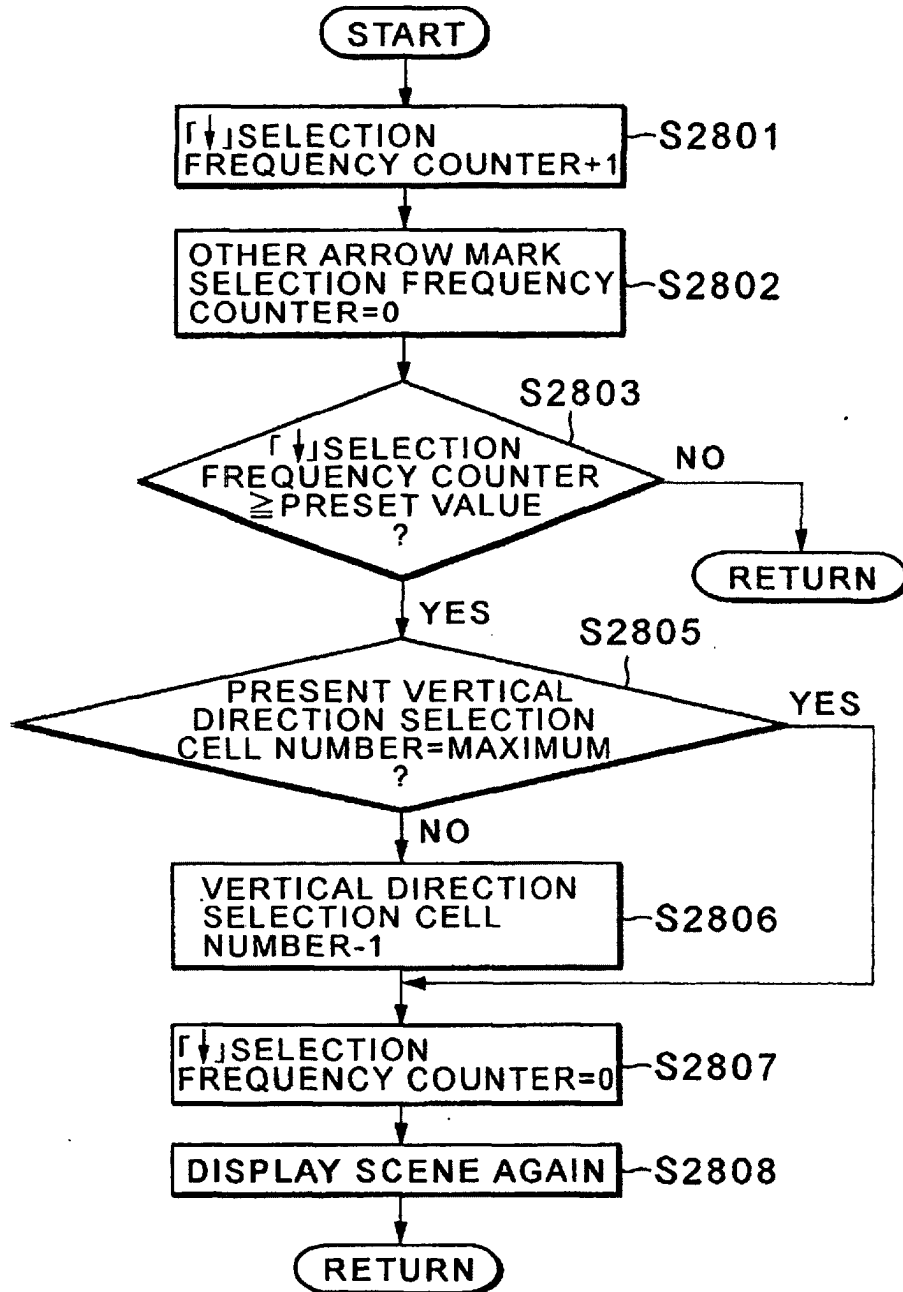 START
「↓」SELECTION
FREQUENCY COUNTER+1
S2801
OTHER ARROW MARK
SELECTION FREQUENCY
COUNTER=0
S2802
S2803
「↓」SELECTION
FREQUENCY COUNTER
≧PRESET VALUE
?
NO
RETURN
YES
S2805
PRESENT VERTICAL
DIRECTION SELECTION
CELL NUMBER=MAXIMUM
?
YES
NO
VERTICAL DIRECTION
SELECTION CELL
NUMBER-1
S2806
「↓」SELECTION
FREQUENCY COUNTER=0
S2807
DISPLAY SCENE AGAIN
S2808
RETURN